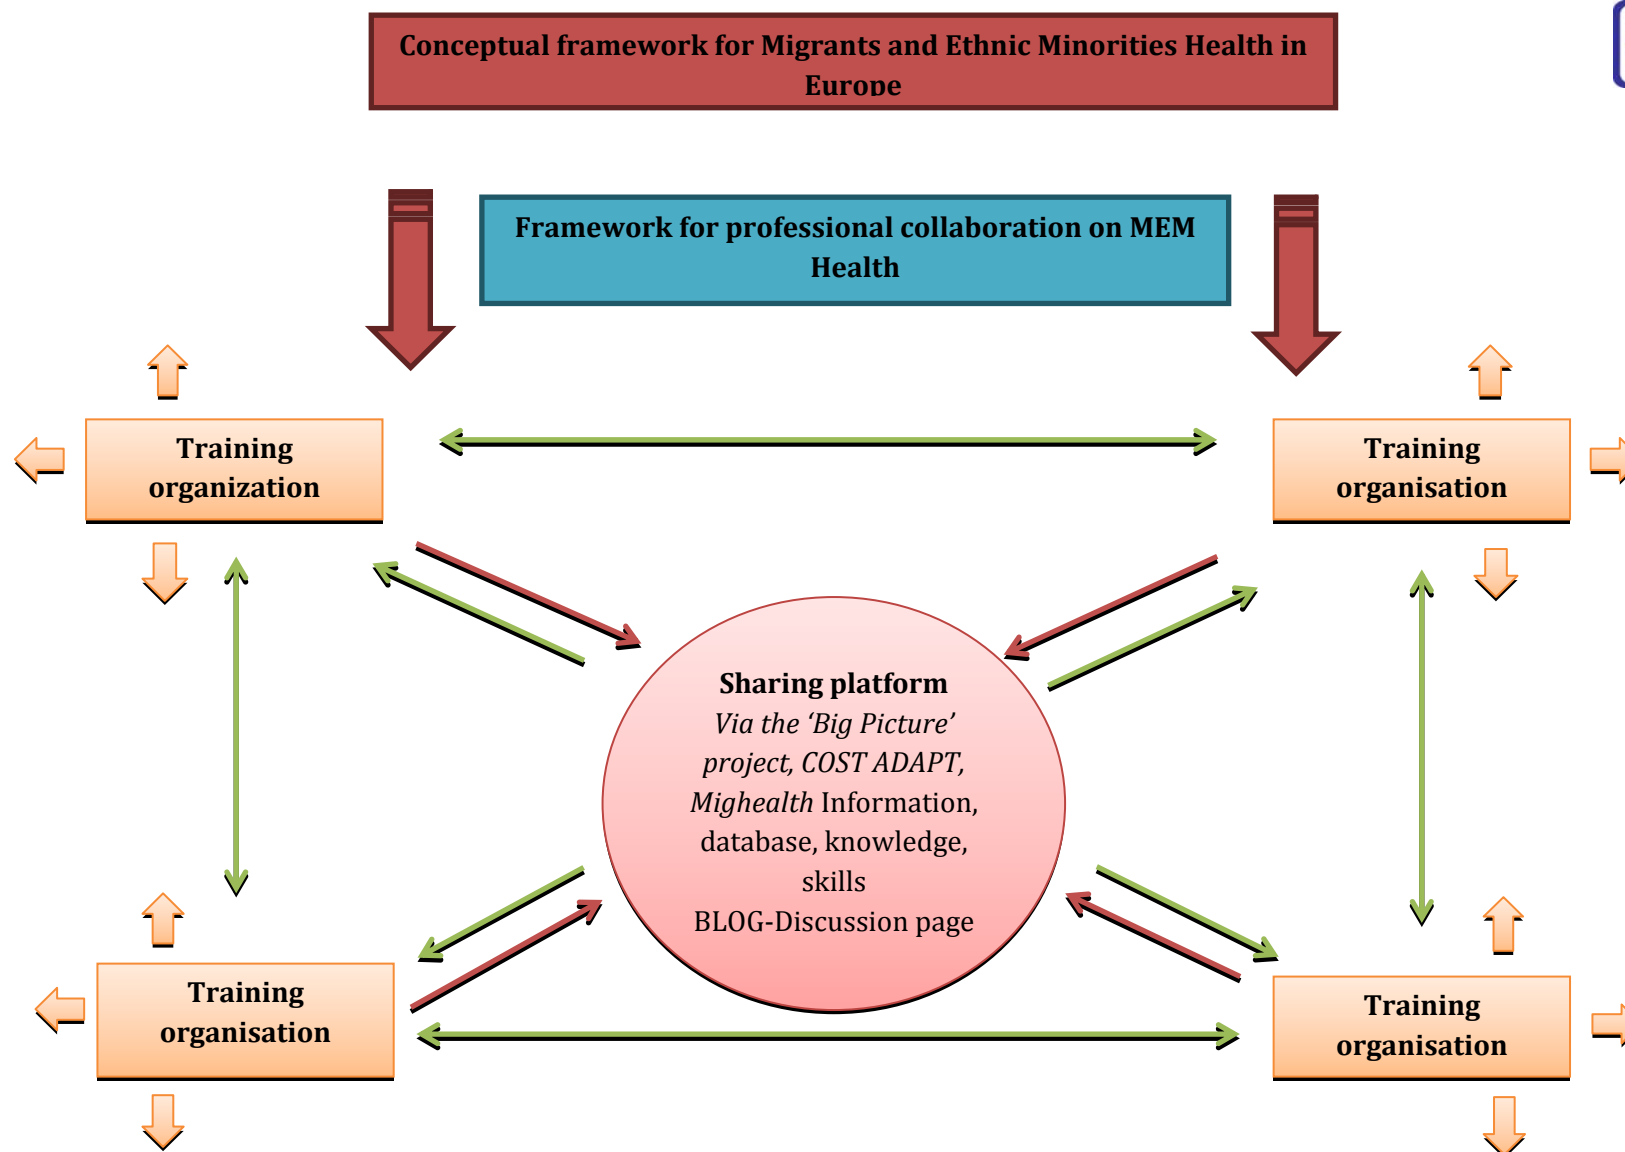 Conceptual framework for Migrants and Ethnic Minorities Health in
Europe
Framework for professional collaboration on MEM
Health
Training
organization
Training
organisation
Sharing platform
Via the ‘Big Picture’
project, COST ADAPT,
Mighealth Information,
database, knowledge,
skills
BLOG-Discussion page
Training
organisation
Training
organisation